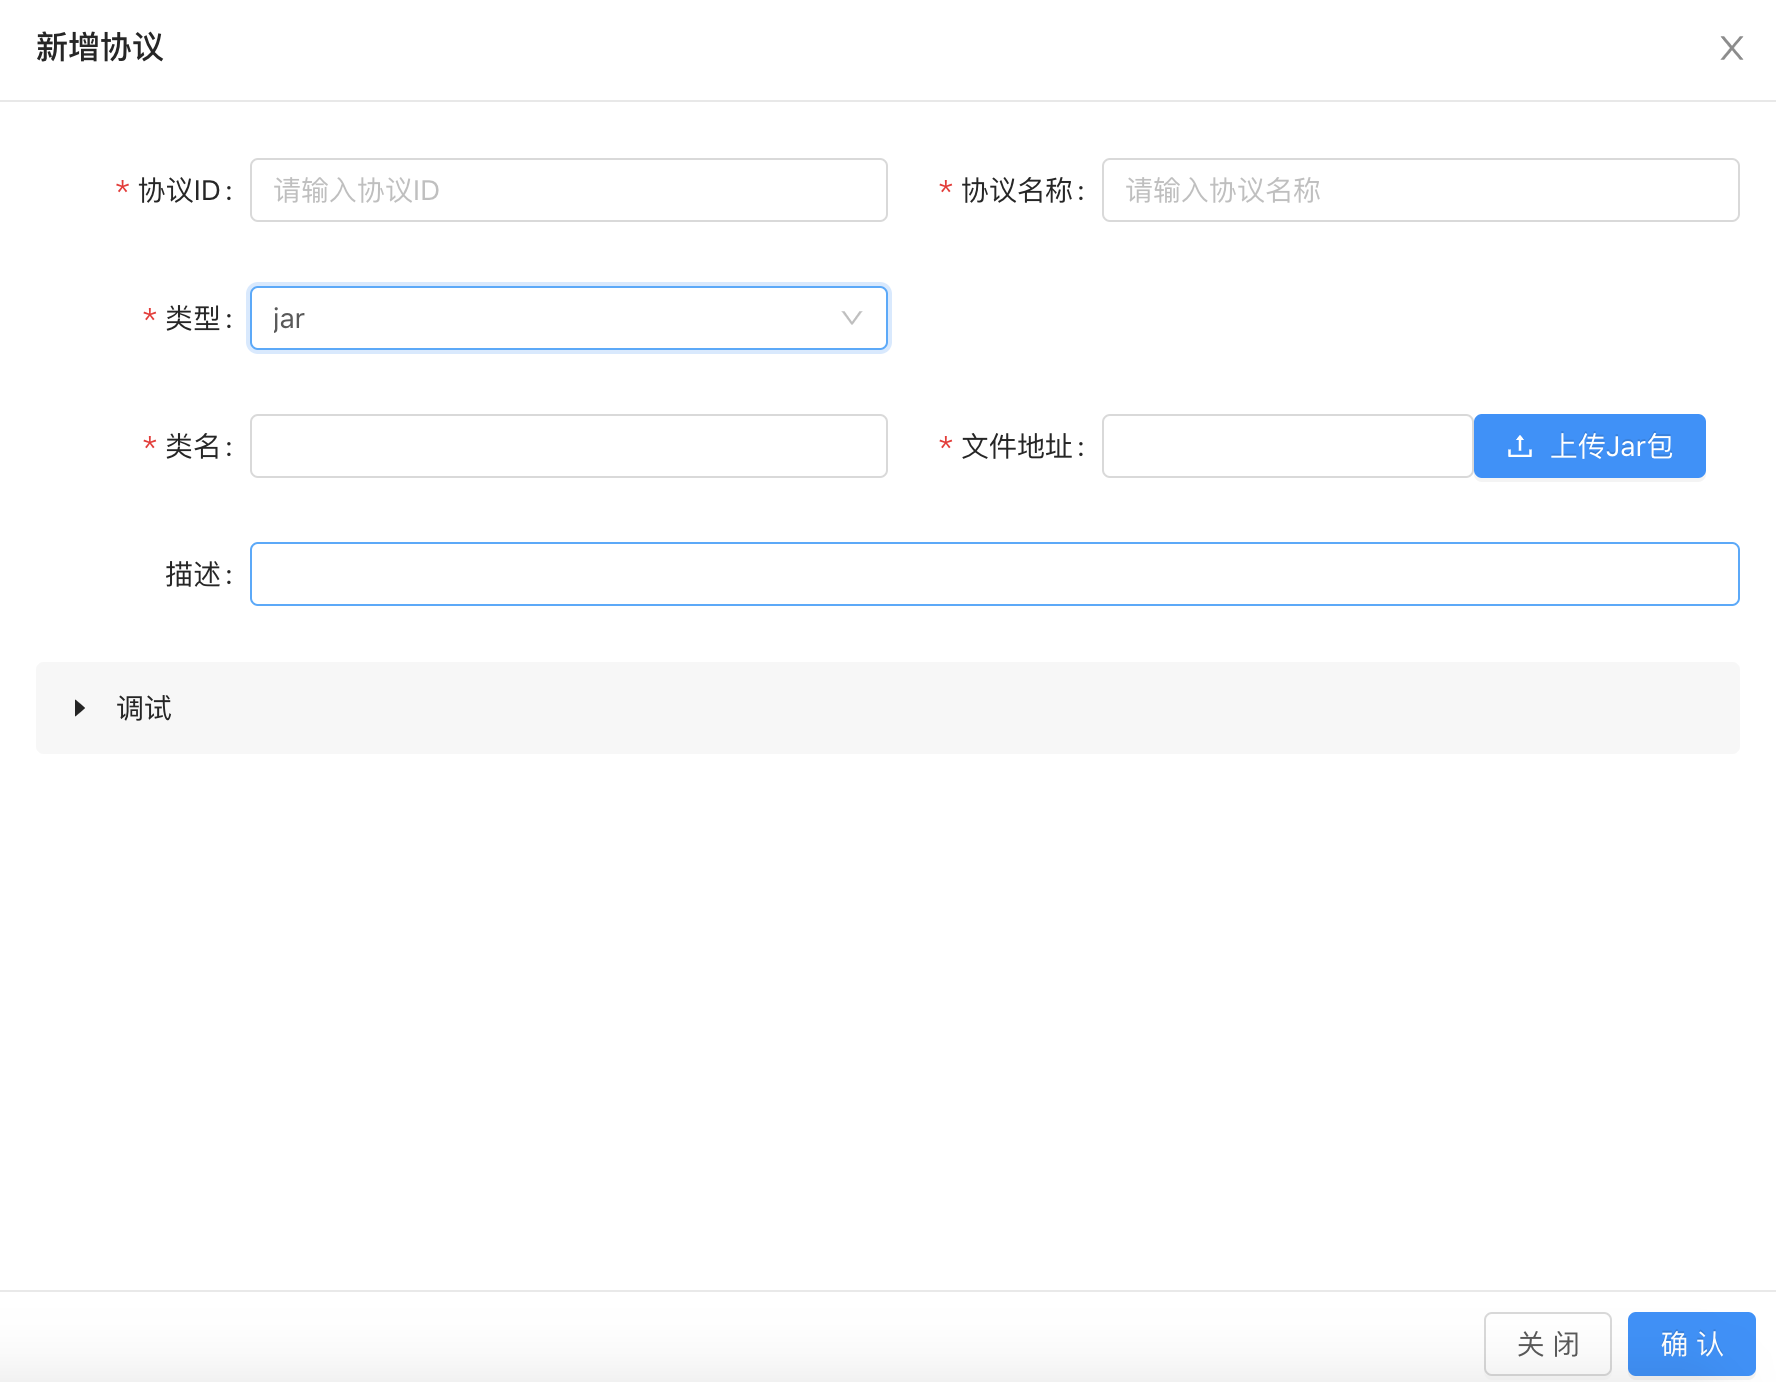 新增协议
* 协议ID: 请输入协议ID * 协议名称: 请输入协议名称
* 类型: jar
* 类名: * 文件地址: 上传Jar包
描述:
调试
关 闭 确 认